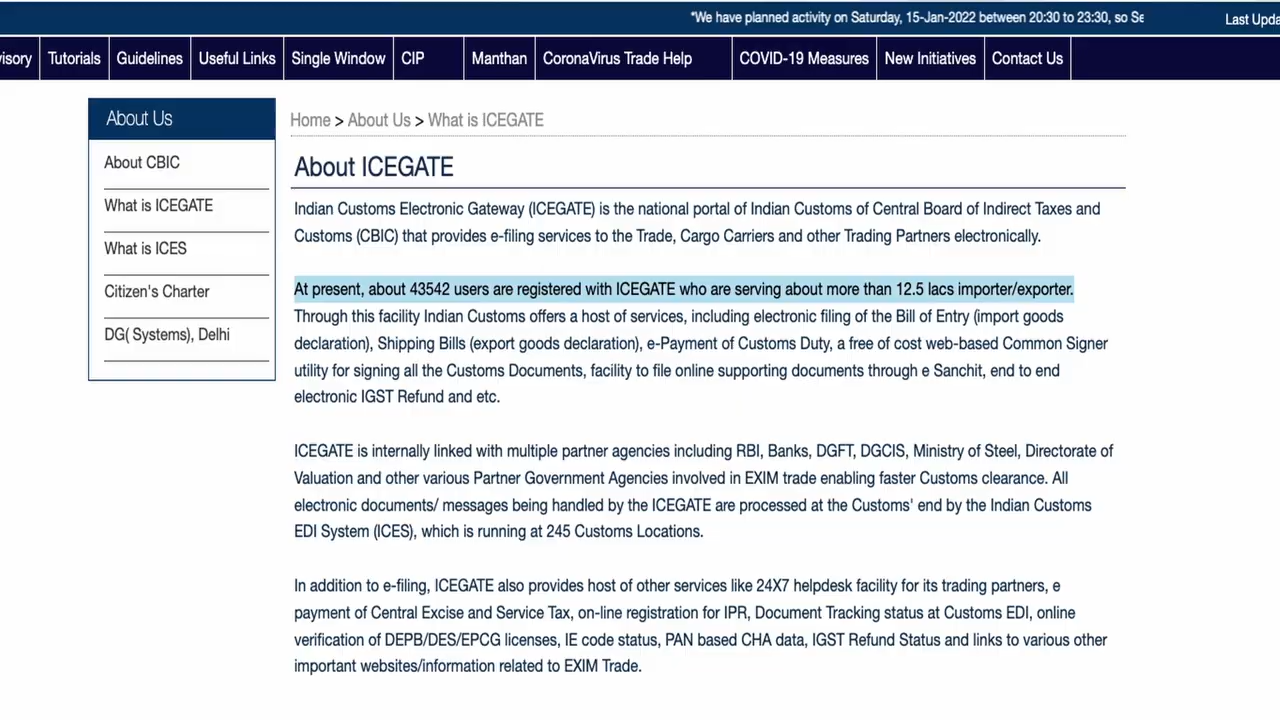 *We have planned activity on Saturday, 15-Jan-2022 between 20:30 to 23:30, so
Last
Tutorials
Guidelines
Useful Links
Single Window
CIP
Manthan
CoronaVirus Trade Help
COVID-19 Measures
New Initiatives
Contact Us
About Us
About CBIC
What is ICEGATE
What is ICES
Citizen's Charter
DG( Systems), Delhi
Home > About Us > What is ICEGATE
About ICEGATE
Indian Customs Electronic Gateway (ICEGATE) is the national portal of Indian Customs of Central Board of Indirect Taxes and
Customs (CBIC) that provides e-filing services to the Trade, Cargo Carriers and other Trading Partners electronically.
At present, about 43542 users are registered with ICEGATE who are serving about more than 12.5 lacs importer/exporter.
Through this facility Indian Customs offers a host of services, including electronic filing of the Bill of Entry (import goods
declaration), Shipping Bills (export goods declaration), e-Payment of Customs Duty, a free of cost web-based Common Signer
utility for signing all the Customs Documents, facility to file online supporting documents through e Sanchit, end to end
electronic IGST Refund and etc.
ICEGATE is internally linked with multiple partner agencies including RBI, Banks, DGFT, DGCIS, Ministry of Steel, Directorate of
Valuation and other various Partner Government Agencies involved in EXIM trade enabling faster Customs clearance. All
electronic documents/ messages being handled by the ICEGATE are processed at the Customs' end by the Indian Customs
EDI System (ICES), which is running at 245 Customs Locations.
In addition to e-filing, ICEGATE also provides host of other services like 24X7 helpdesk facility for its trading partners, e
payment of Central Excise and Service Tax, on-line registration for IPR, Document Tracking status at Customs EDI, online
verification of DEPB/DES/EPCG licenses, IE code status, PAN based CHA data, IGST Refund Status and links to various other
important websites/information related to EXIM Trade.